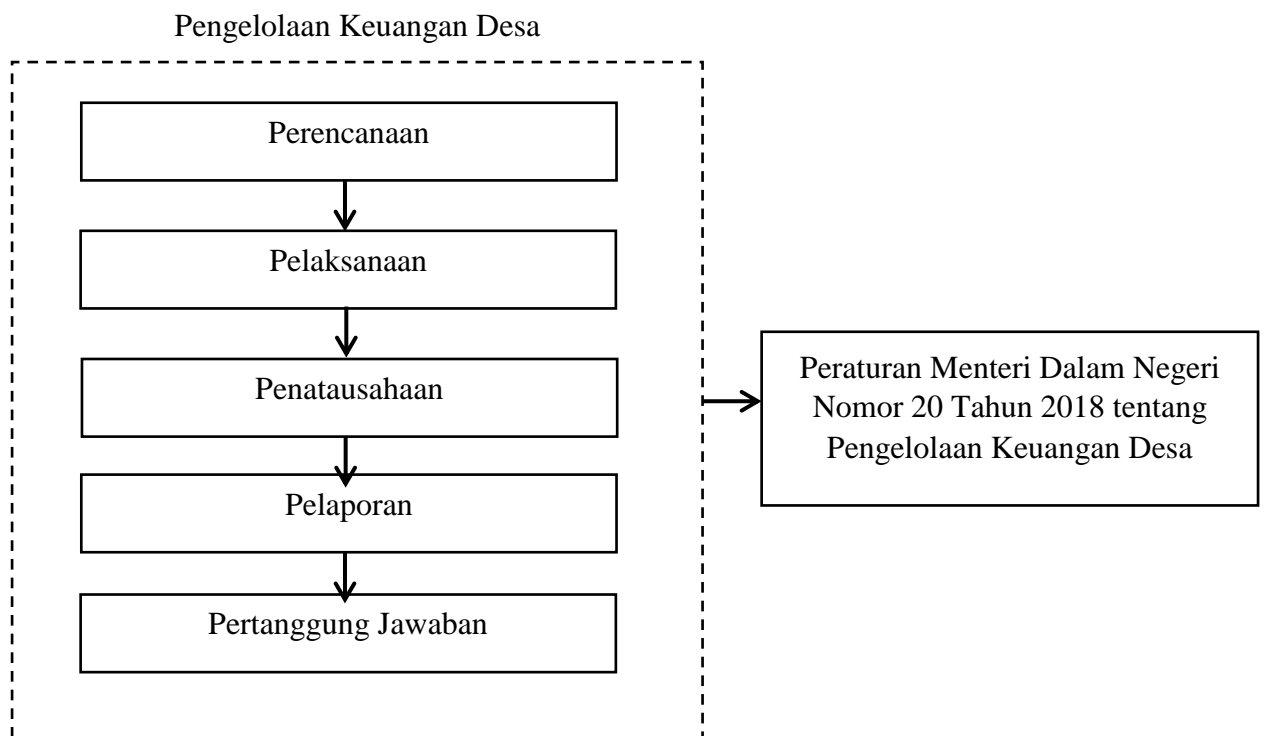 Pengelolaan Keuangan Desa
Perencanaan
Pelaksanaan
Penatausahaan
Pelaporan
Pertanggung Jawaban
Peraturan Menteri Dalam Negeri
Nomor 20 Tahun 2018 tentang
Pengelolaan Keuangan Desa